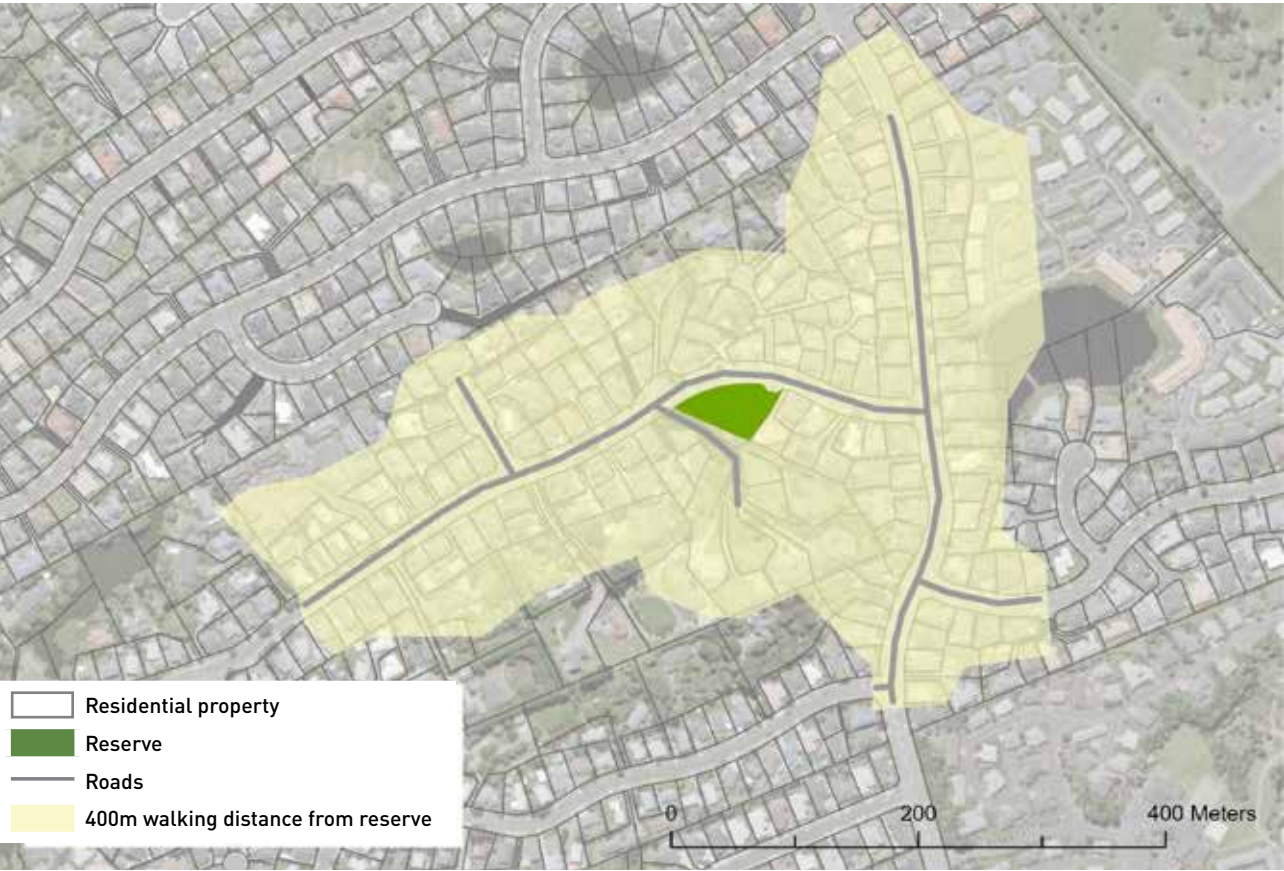 Residential property
Reserve
Roads
400m walking distance from reserve
0 200 400 Meters